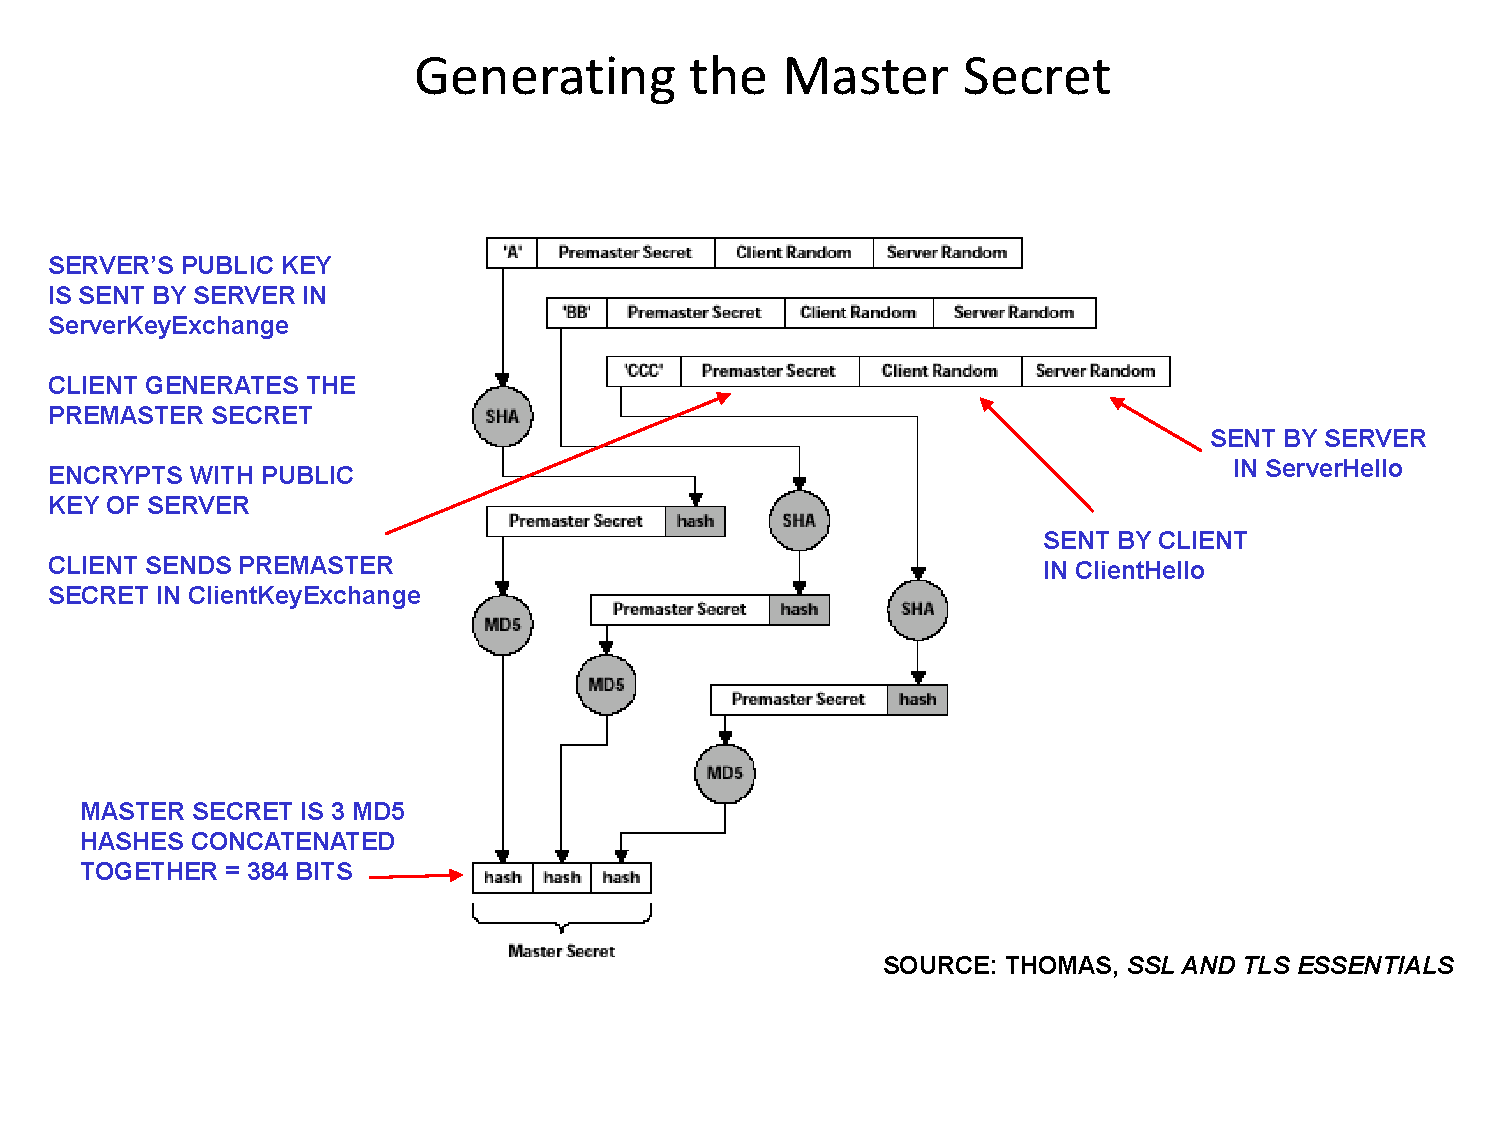 Generating the Master Secret
SERVER’S PUBLIC KEY
IS SENT BY SERVER IN
ServerKeyExchange
CLIENT GENERATES THE
PREMASTER SECRET
ENCRYPTS WITH PUBLIC
KEY OF SERVER
CLIENT SENDS PREMASTER
SECRET IN ClientKeyExchange
'A' Premaster Secret Client Random Server Random
'BB' Premaster Secret Client Random Server Random
'CCC' Premaster Secret Client Random Server Random
SHA
SENT BY SERVER
IN ServerHello
Premaster Secret hash
SHA
SENT BY CLIENT
IN ClientHello
MD5
Premaster Secret hash
SHA
MD5
Premaster Secret hash
MD5
MASTER SECRET IS 3 MD5
HASHES CONCATENATED
TOGETHER = 384 BITS
hash hash hash
Master Secret
SOURCE: THOMAS, SSL AND TLS ESSENTIALS